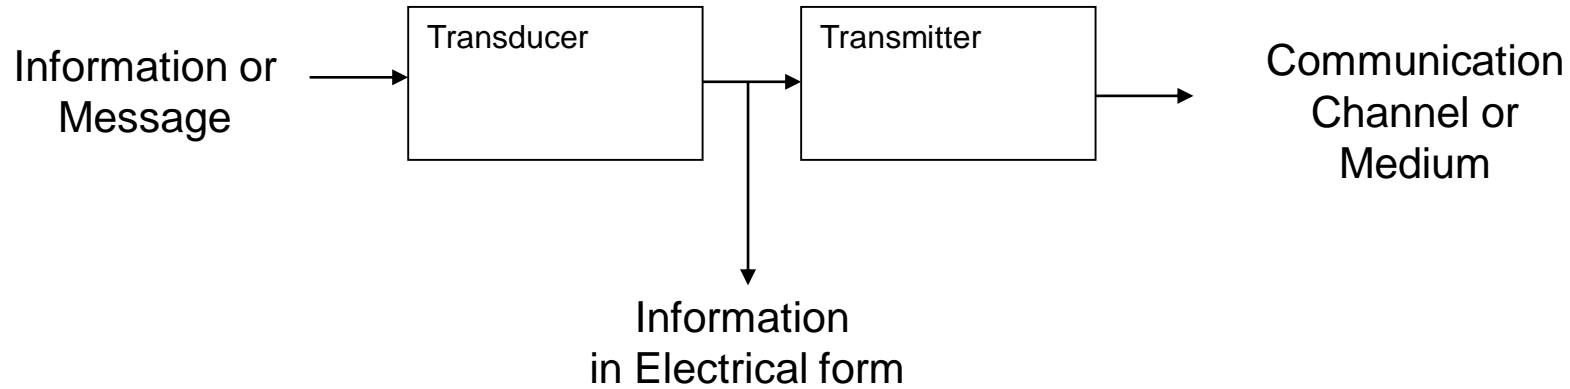 Information or
Message
Transducer
Transmitter
Communication
Channel or
Medium
Information
in Electrical form